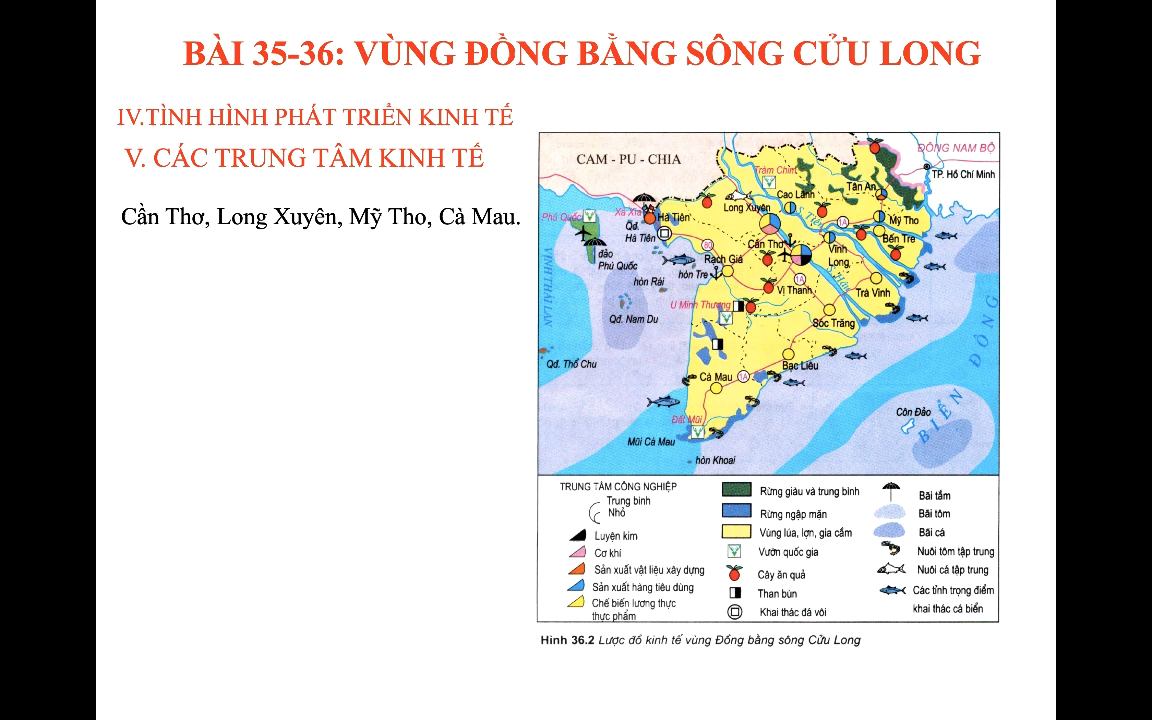 BÀI 35-36: VÙNG ĐỒNG BẰNG SÔNG CỬU LONG
IV.TÌNH HÌNH PHÁT TRIỂN KINH TẾ
V. CÁC TRUNG TÂM KINH TẾ
Cần Thơ, Long Xuyên, Mỹ Tho, Cà Mau.
CAM - PU - CHIA
ĐÔNG NAM BỘ
TP. Hồ Chí Minh
Tràm Chim
Cao Lãnh
Tân An
Long Xuyên
S. Tiền
1A
Mỹ Tho
Phú Quốc
Xà Xía
Hà Tiên
Qđ.
Hà Tiên
80
Cần Thơ
Vĩnh
Long
Bến Tre
đảo
Phú Quốc
Rạch Giá
hòn Tre
hòn Rái
S. Hậu
1A
Vị Thanh
Trà Vinh
VỊNH THÁI LAN
Qđ. Nam Du
U Minh Thượng
Sóc Trăng
Qđ. Thổ Chu
Bạc Liêu
Cà Mau
1A
Đất Mũi
Mũi Cà Mau
hòn Khoai
Côn Đảo
BIỂN ĐÔNG
TRUNG TÂM CÔNG NGHIỆP
Trung bình
Nhỏ
Luyện kim
Cơ khí
Sản xuất vật liệu xây dựng
Sản xuất hàng tiêu dùng
Chế biến lương thực
thực phẩm
Rừng giàu và trung bình
Rừng ngập mặn
Vùng lúa, lợn, gia cầm
Vườn quốc gia
Cây ăn quả
Than bùn
Khai thác đá vôi
Bãi tắm
Bãi tôm
Bãi cá
Nuôi tôm tập trung
Nuôi cá tập trung
Các tỉnh trọng điểm
khai thác cá biển
Hình 36.2 Lược đồ kinh tế vùng Đồng bằng sông Cửu Long